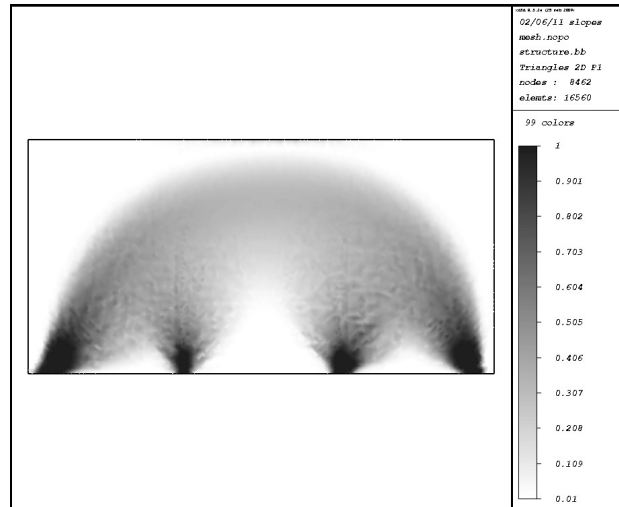 02/06/11 slopes
mesh.nopo
structure.bb
Triangles 2D P1
nodes : 8462
elemts: 16560
99 colors
1
0.901
0.802
0.703
0.604
0.505
0.406
0.307
0.208
0.109
0.01